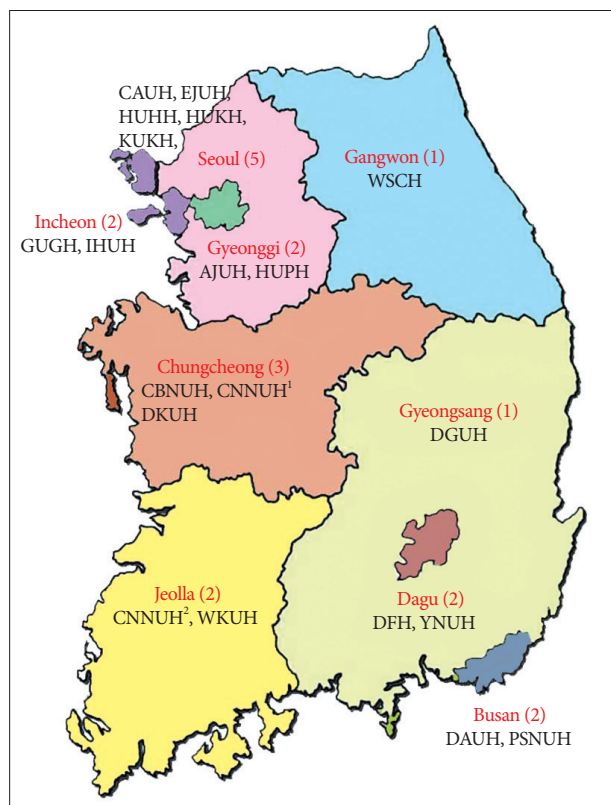 CAUH, EJUH,
HUHH, HUKH,
KUKH,
Seoul (5)
Gangwon (1)
WSCH
Incheon (2)
GUGH, IHUH
Gyeonggi (2)
AJUH, HUPH
Chungcheong (3)
CBNUH, CNNUH¹
DKUH
Gyeongsang (1)
DGUH
Jeolla (2)
CNNUH², WKUH
Dagu (2)
DFH, YNUH
Busan (2)
DAUH, PSNUH